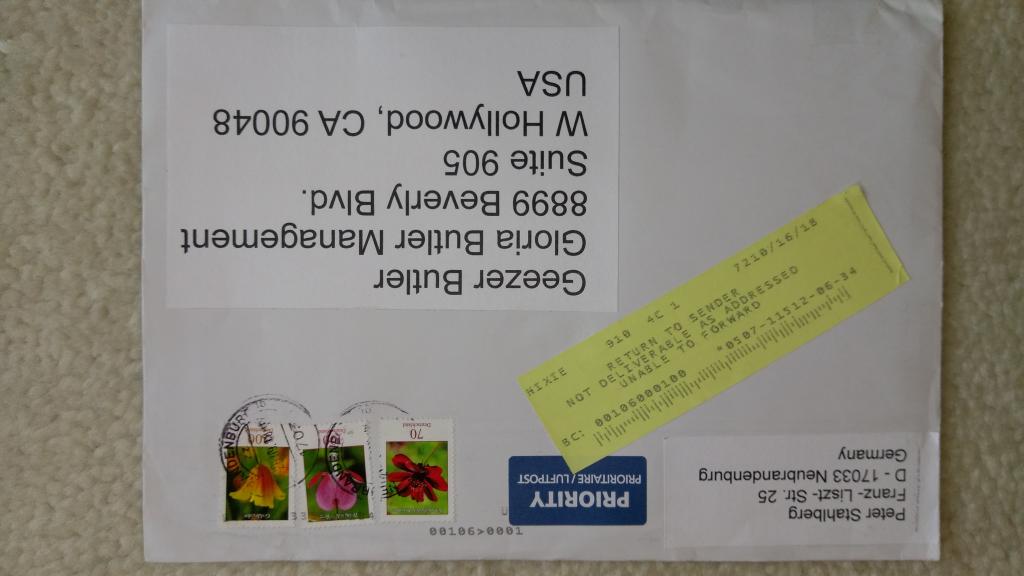 Geezer Butler
Gloria Butler Management
8899 Beverly Blvd.
Suite 905
W Hollywood, CA 90048
USA
Peter Stahlberg
Franz- Liszt- Str. 25
D - 17033 Neubrandenburg
Germany
PRIORITY
PRIORITAIRE / LUFTPOST
HIXIE 910 4C 1 7210/16/18
RETURN TO SENDER
NOT DELIVERABLE AS ADDRESSED
UNABLE TO FORWARD
BC: 00106000100 *0507-11512-06-34
70
Deutschland
00106>0001